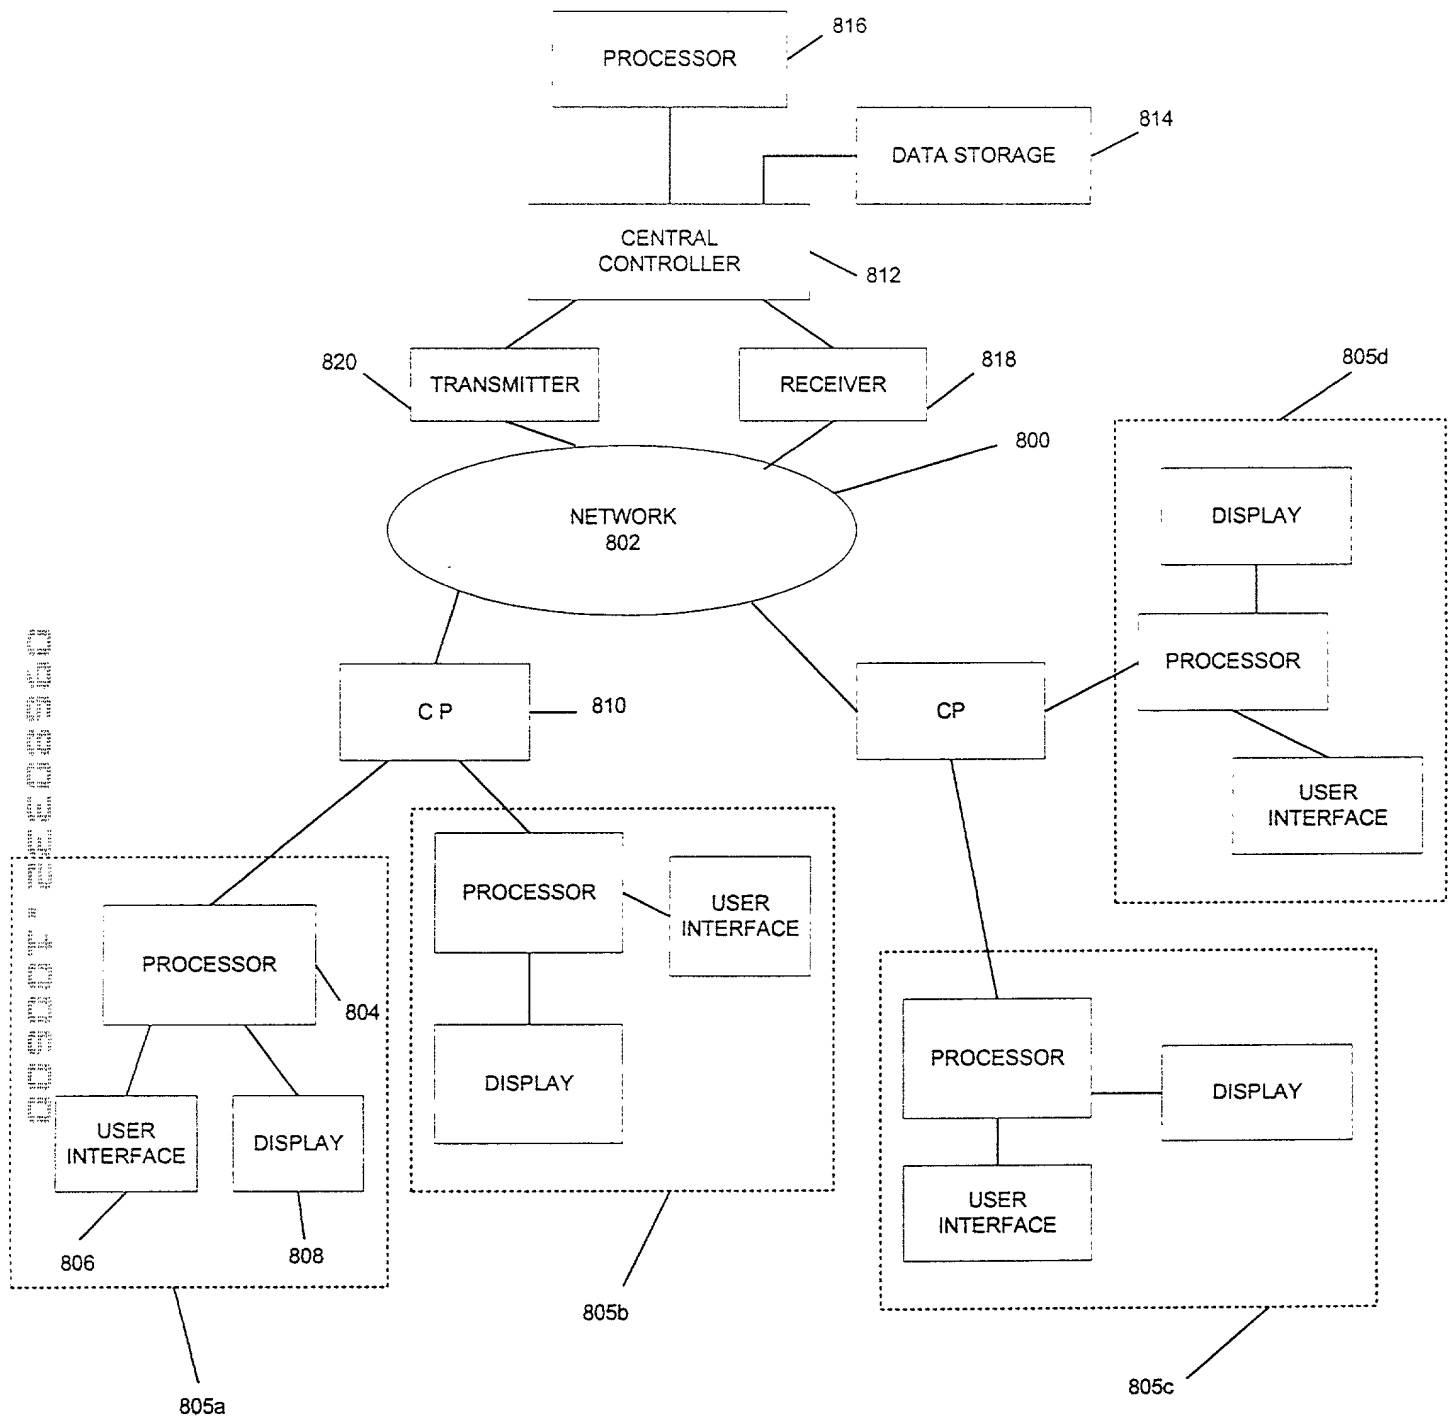 816
PROCESSOR
814
DATA STORAGE
CENTRAL
CONTROLLER
812
820
TRANSMITTER
RECEIVER
818
805d
800
NETWORK
802
DISPLAY
PROCESSOR
C P
810
CP
USER
INTERFACE
PROCESSOR
USER
INTERFACE
PROCESSOR
804
DISPLAY
PROCESSOR
DISPLAY
USER
INTERFACE
DISPLAY
USER
INTERFACE
806
808
805b
805c
805a